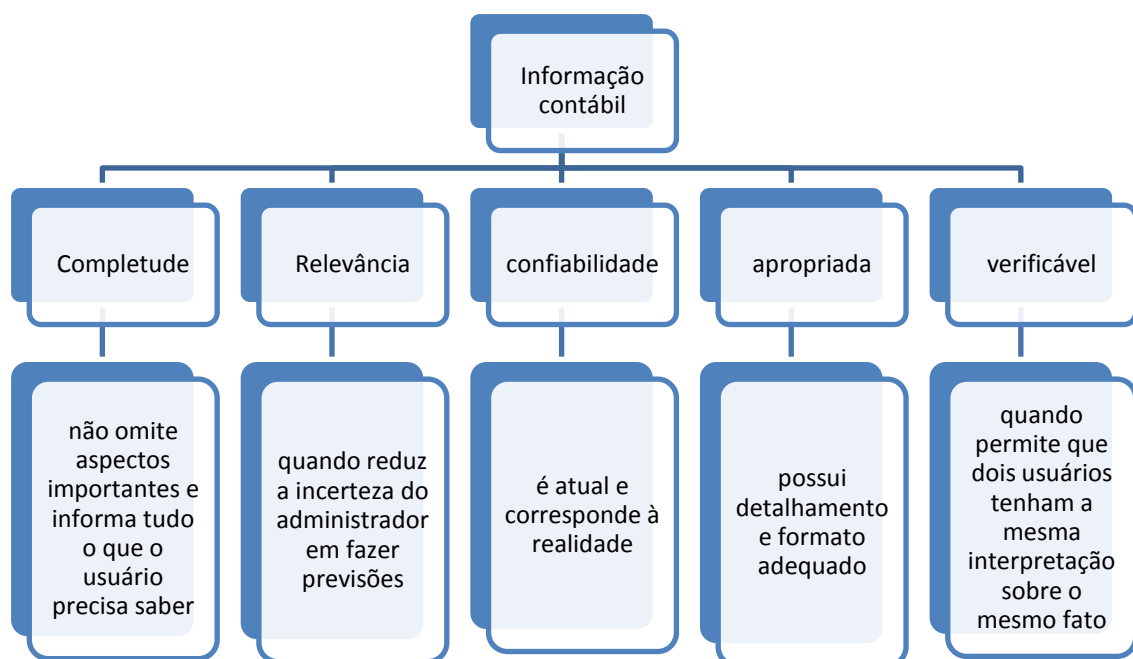 Informação
contábil
Completude
Relevância
confiabilidade
apropriada
verificável
não omite
aspectos
importantes e
informa tudo
o que o
usuário
precisa saber
quando reduz
a incerteza do
administrador
em fazer
previsões
é atual e
corresponde à
realidade
possui
detalhamento
e formato
adequado
quando
permite que
dois usuários
tenham a
mesma
interpretação
sobre o
mesmo fato